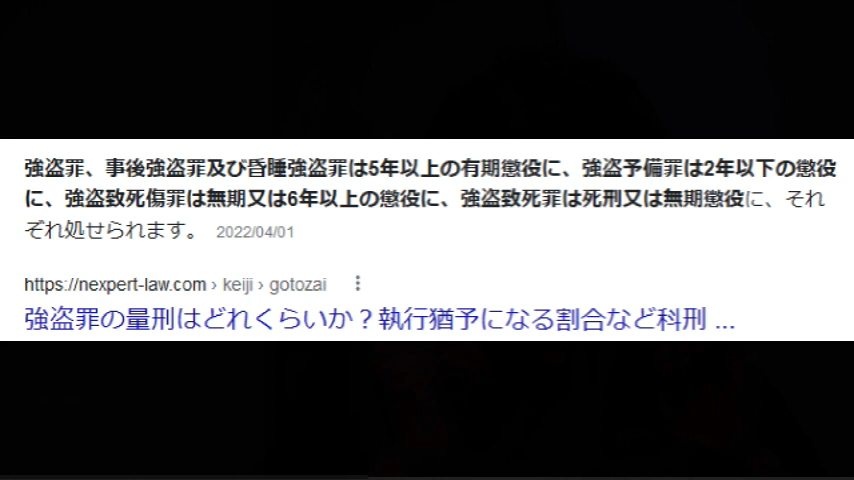 強盗罪、事後強盗罪及び昏睡強盗罪は5年以上の有期懲役に、強盗予備罪は2年以下の懲役
に、強盗致死傷罪は無期又は6年以上の懲役に、強盗致死罪は死刑又は無期懲役に、それ
ぞれ処せられます。 2022/04/01
https://nexpert-law.com › keiji › gotozai
強盗罪の量刑はどれくらいか？執行猶予になる割合など科刑 ...